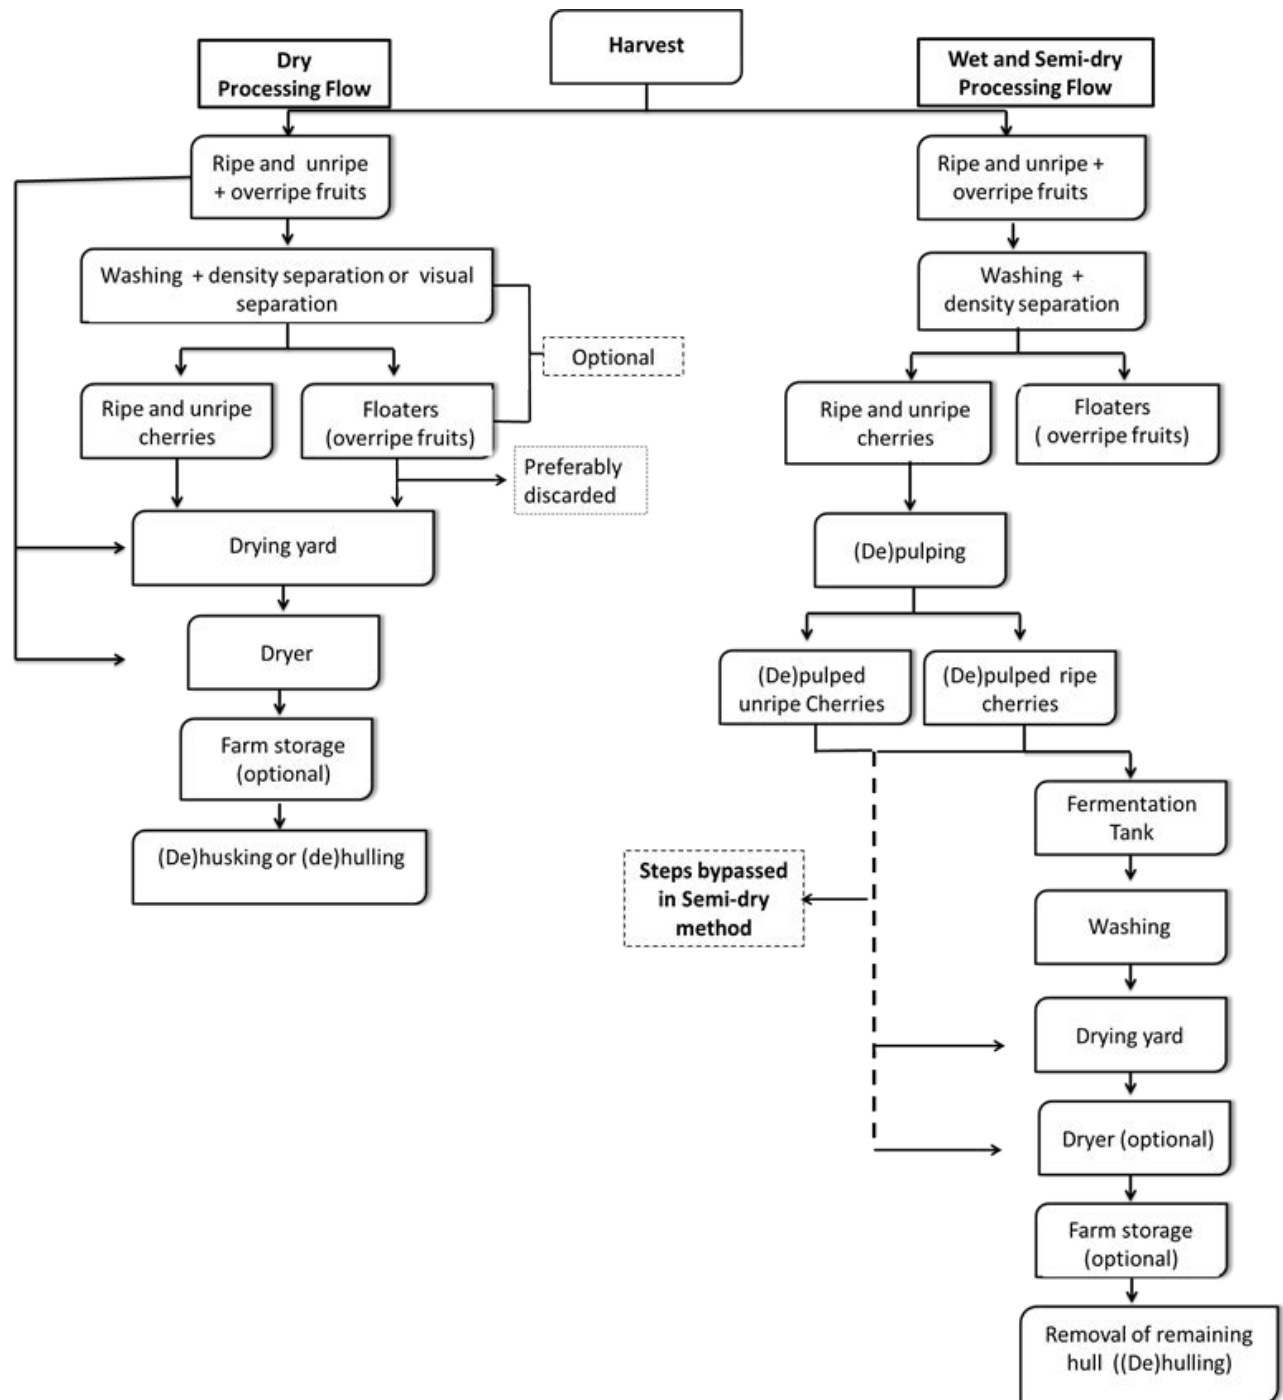 Harvest
Dry
Processing Flow
Wet and Semi-dry
Processing Flow
Ripe and unripe
+ overripe fruits
Ripe and unripe +
overripe fruits
Washing + density separation or visual
separation
Washing +
density separation
Optional
Ripe and unripe
cherries
Floaters
(overripe fruits)
Ripe and unripe
cherries
Floaters
( overripe fruits)
Preferably
discarded
Drying yard
(De)pulping
Dryer
(De)pulped
unripe Cherries
(De)pulped ripe
cherries
Farm storage
(optional)
Fermentation
Tank
(De)husking or (de)hulling
Steps bypassed
in Semi-dry
method
Washing
Drying yard
Dryer (optional)
Farm storage
(optional)
Removal of remaining
hull ((De)hulling)